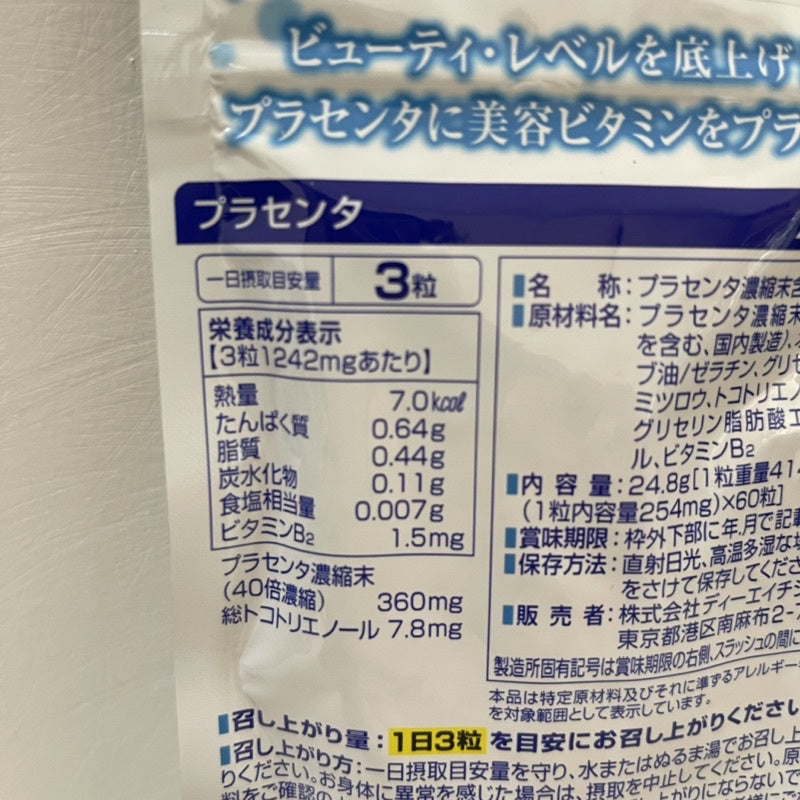 ビューティ・レベルを底上げ
プラセンタに美容ビタミンをプラ
プラセンタ
一日摂取目安量 3粒
栄養成分表示
【3粒1242mgあたり】
熱量 7.0kcal
たんぱく質 0.64g
脂質 0.44g
炭水化物 0.11g
食塩相当量 0.007g
ビタミンB2 1.5mg
プラセンタ濃縮末
(40倍濃縮) 360mg
総トコトリエノール 7.8mg
名 称:プラセンタ濃縮末含
原材料名:プラセンタ濃縮末
を含む、国内製造)、オ
ブ油/ゼラチン、グリセ
ミツロウ、トコトリエノ
グリセリン脂肪酸エ
ル、ビタミンB2
内容量:24.8g[1粒重量414
(1粒内容量254mg)×60粒]
賞味期限:枠外下部に年、月で記載
保存方法:直射日光、高温多湿な場
をさけて保存してくださ
販売者:株式会社ディーエイチシ
東京都港区南麻布2-7
製造所固有記号は賞味期限の右側、スラッシュの間に
本品は特定原材料及びそれに準ずるアレルギー
を対象範囲として表示しています。
召し上がり量:1日3粒を目安にお召し上がりください
召し上がり方:一日摂取目安量を守り、水またはぬるま湯でお召し上
りください。お身体に異常を感じた場合は、摂取を中止してください。原
料をご確認の